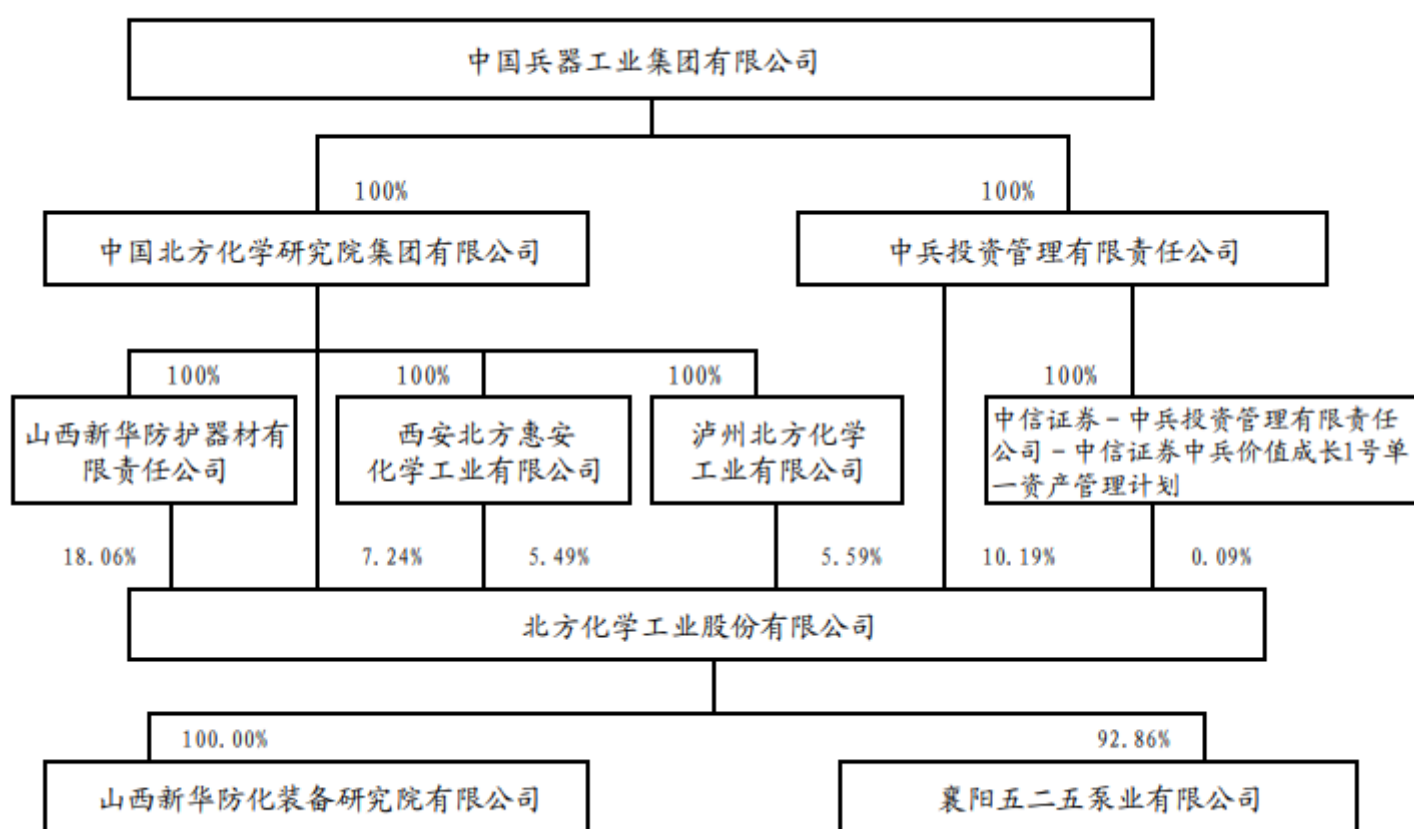 中国兵器工业集团有限公司
100%
100%
中国北方化学研究院集团有限公司
中兵投资管理有限责任公司
100%
100%
100%
100%
山西新华防护器材有
限责任公司
西安北方惠安
化学工业有限公司
泸州北方化学
工业有限公司
中信证券-中兵投资管理有限责任
公司-中信证券中兵价值成长1号单
一资产管理计划
18.06%
7.24%
5.49%
5.59%
10.19%
0.09%
北方化学工业股份有限公司
100.00%
92.86%
山西新华防化装备研究院有限公司
襄阳五二五泵业有限公司